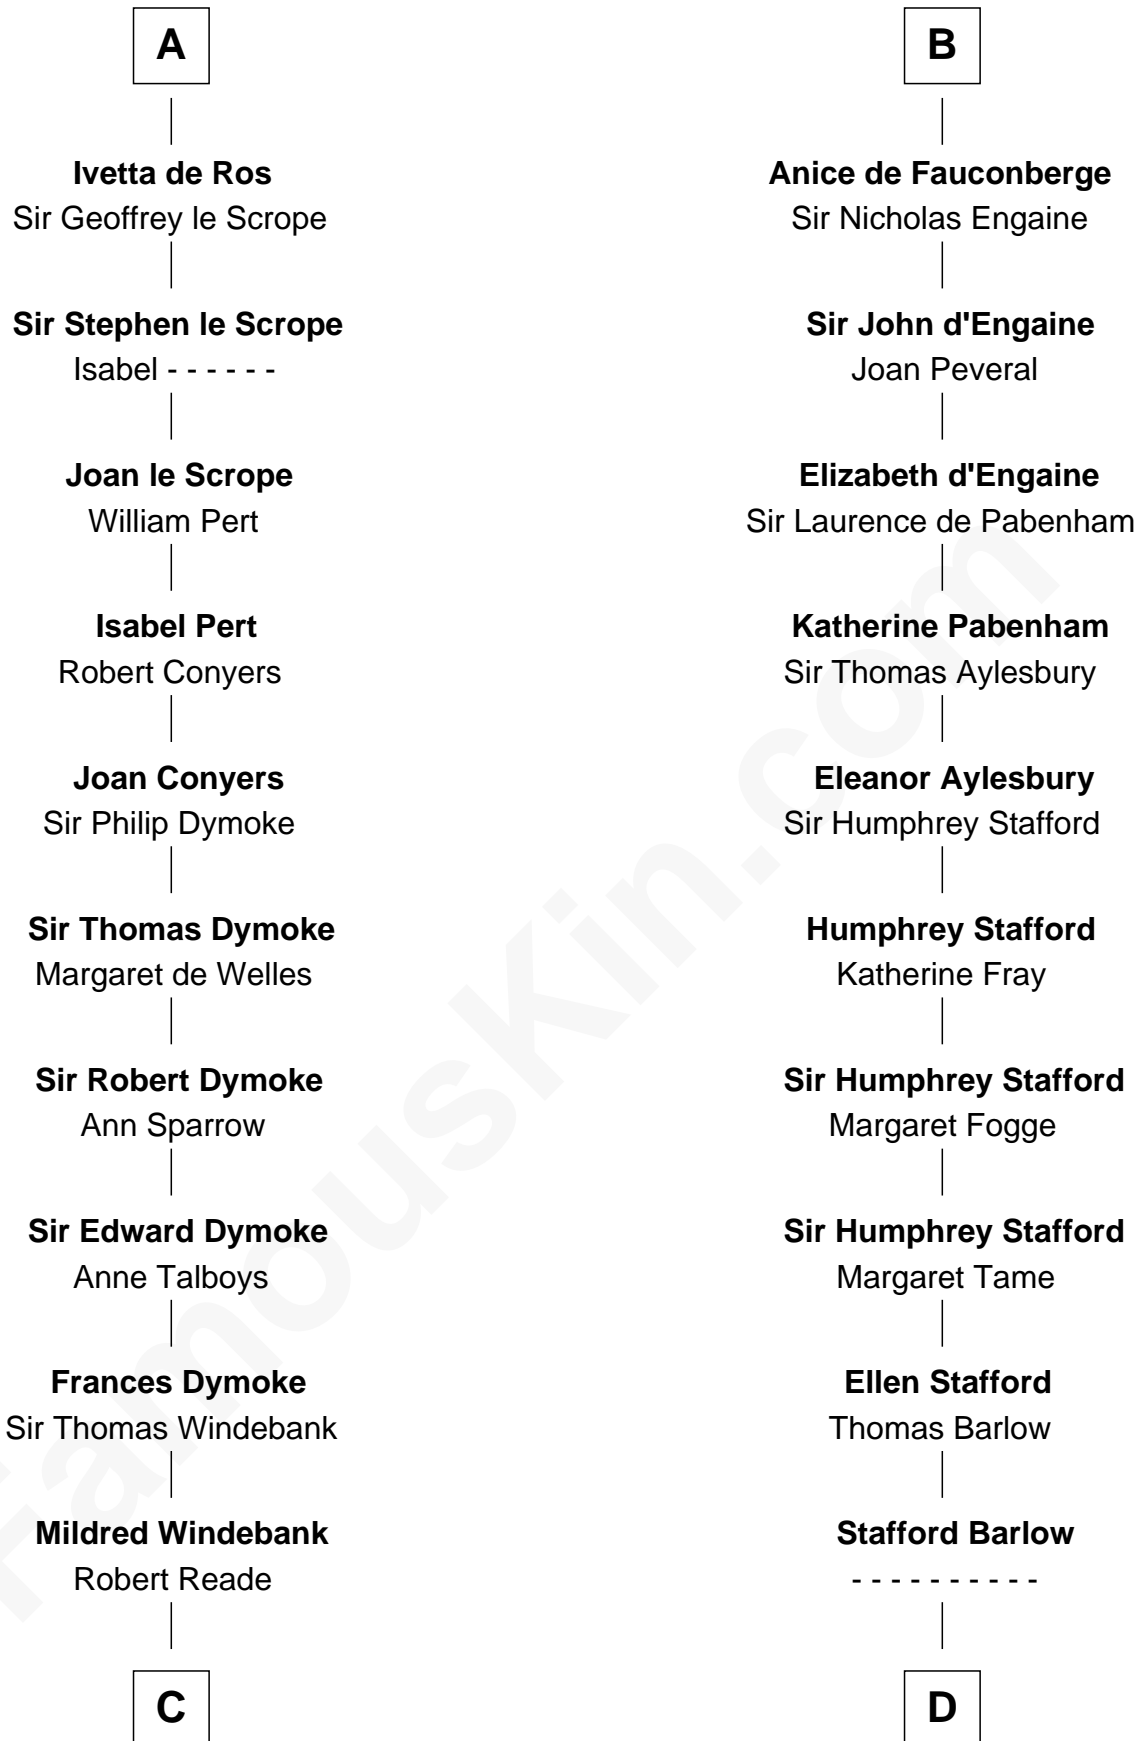 A
Ivetta de Ros
Sir Geoffrey le Scrope
Sir Stephen le Scrope
Isabel - - - - - -
Joan le Scrope
William Pert
Isabel Pert
Robert Conyers
Joan Conyers
Sir Philip Dymoke
Sir Thomas Dymoke
Margaret de Welles
Sir Robert Dymoke
Ann Sparrow
Sir Edward Dymoke
Anne Talboys
Frances Dymoke
Sir Thomas Windebank
Mildred Windebank
Robert Reade
C
B
Anice de Fauconberge
Sir Nicholas Engaine
Sir John d'Engaine
Joan Peveral
Elizabeth d'Engaine
Sir Laurence de Pabenham
Katherine Pabenham
Sir Thomas Aylesbury
Eleanor Aylesbury
Sir Humphrey Stafford
Humphrey Stafford
Katherine Fray
Sir Humphrey Stafford
Margaret Fogge
Sir Humphrey Stafford
Margaret Tame
Ellen Stafford
Thomas Barlow
Stafford Barlow
- - - - - - - - - -
D
FamousKin.com